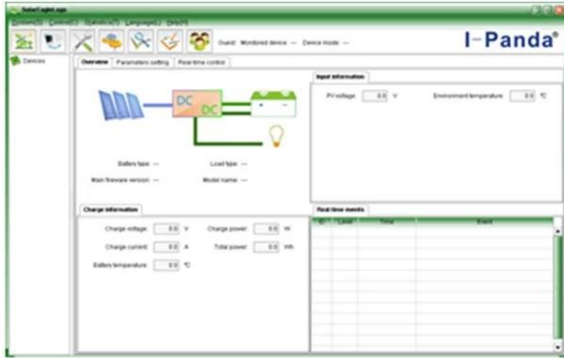 SolarEagleLogo
System(S) Control(C) Statistics(T) Language(L) Help(H)
Guest Monitored device: --- Device mode: ---
I-Panda®
Devices
Overview Parameters setting Real-time control
DC
DC
Battery type: --- Load type: ---
Main firmware version: --- Model name: ---
Input information
PV voltage: 0.0 V Environment temperature: 0.0 ℃
Charge information
Charge voltage: 0.0 V Charge power: 0.0 W
Charge current: 0.0 A Total power: 0.0 Wh
Battery temperature: 0.0 ℃
Real-time events
ID Level Time Event